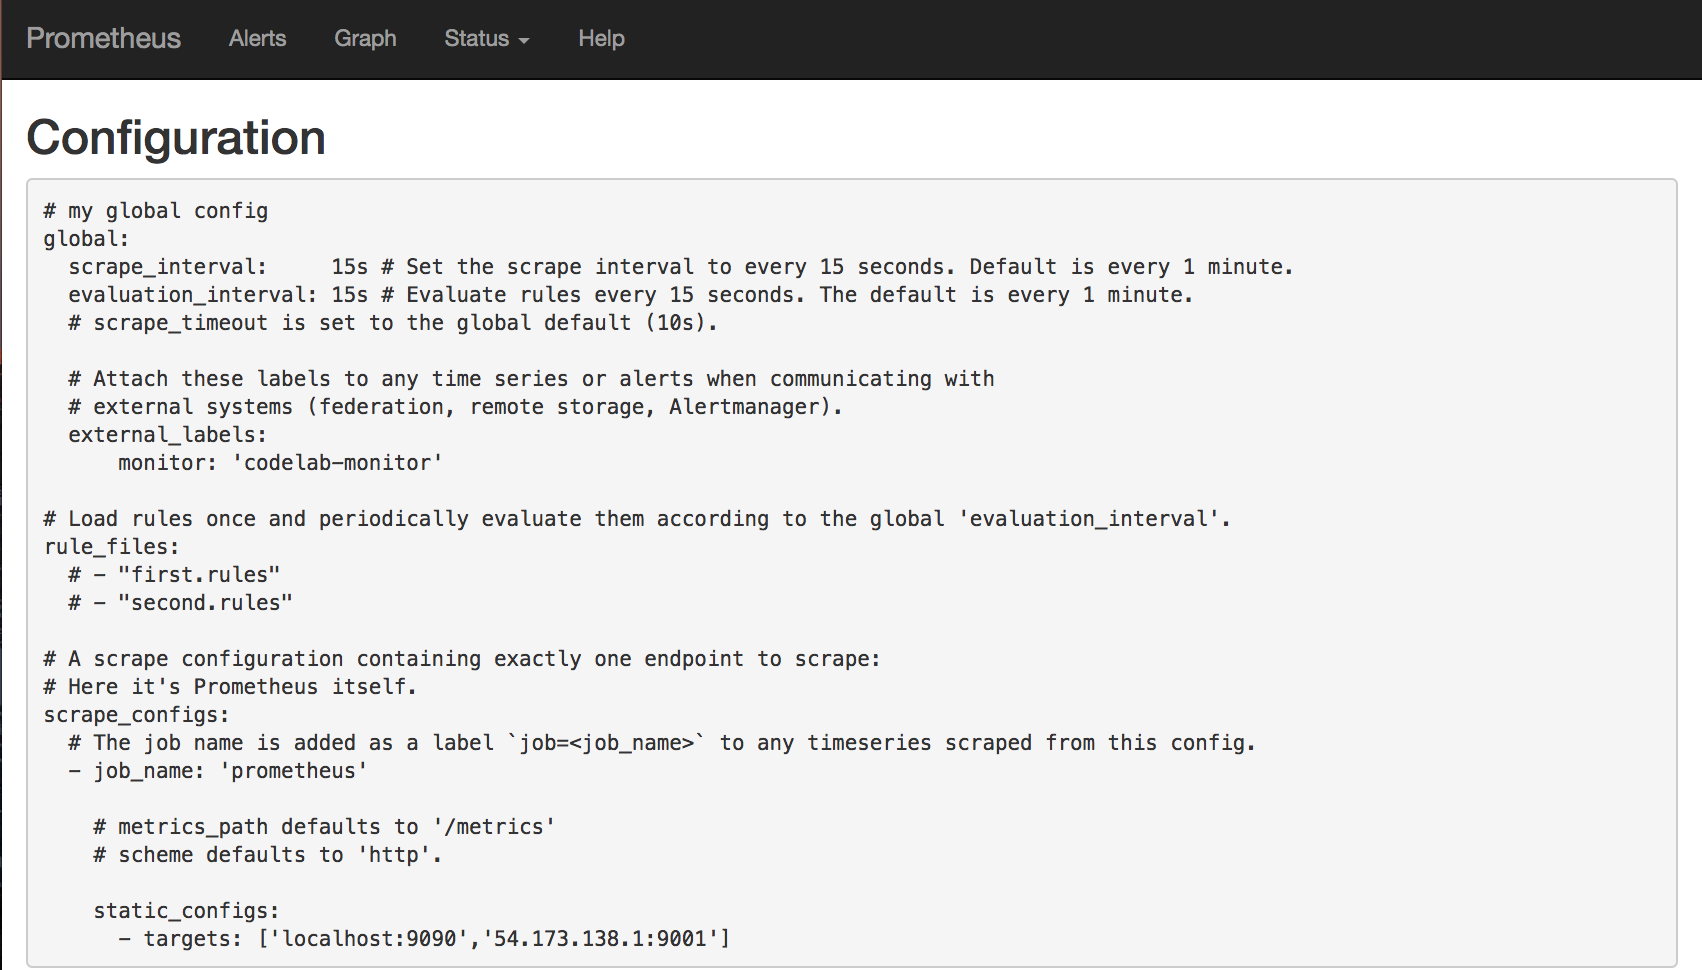 Prometheus Alerts Graph Status Help
Configuration
# my global config
global:
  scrape_interval:     15s # Set the scrape interval to every 15 seconds. Default is every 1 minute.
  evaluation_interval: 15s # Evaluate rules every 15 seconds. The default is every 1 minute.
  # scrape_timeout is set to the global default (10s).
  # Attach these labels to any time series or alerts when communicating with
  # external systems (federation, remote storage, Alertmanager).
  external_labels:
      monitor: 'codelab-monitor'
# Load rules once and periodically evaluate them according to the global 'evaluation_interval'.
rule_files:
  # - "first.rules"
  # - "second.rules"
# A scrape configuration containing exactly one endpoint to scrape:
# Here it's Prometheus itself.
scrape_configs:
  # The job name is added as a label `job=<job_name>` to any timeseries scraped from this config.
  - job_name: 'prometheus'
    # metrics_path defaults to '/metrics'
    # scheme defaults to 'http'.
    static_configs:
      - targets: ['localhost:9090','54.173.138.1:9001']